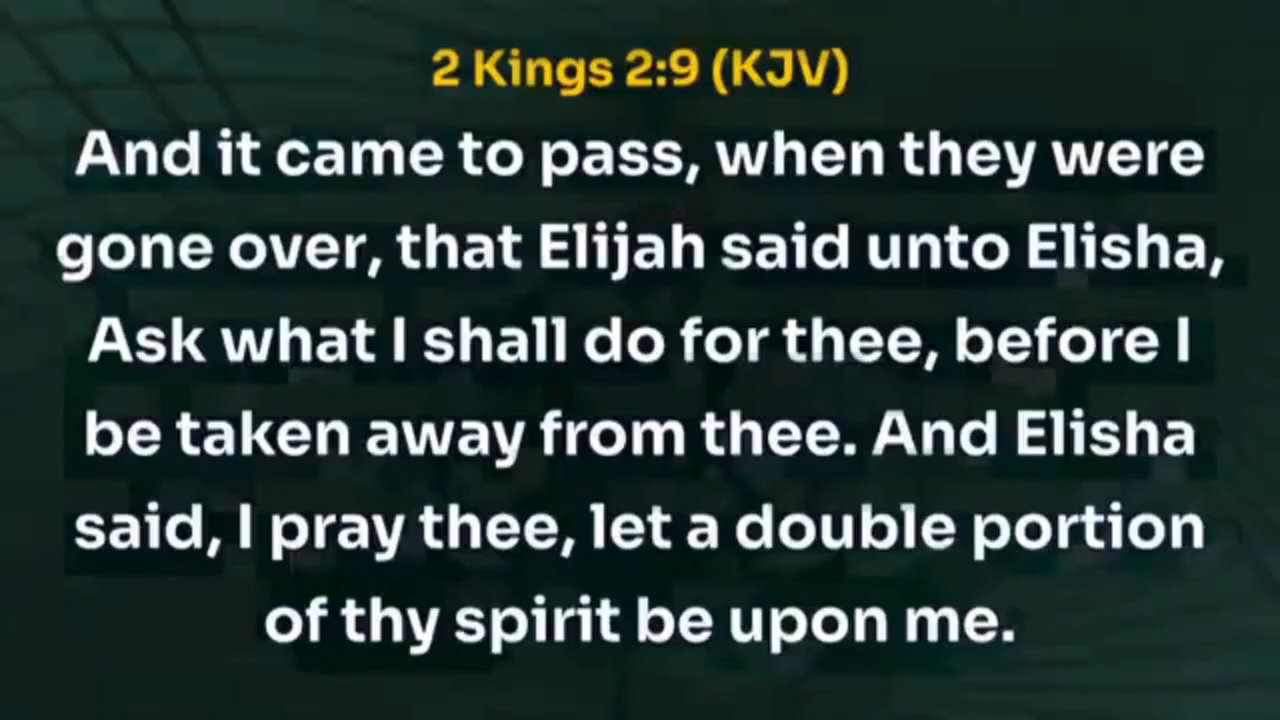 2 Kings 2:9 (KJV)
And it came to pass, when they were
gone over, that Elijah said unto Elisha,
Ask what I shall do for thee, before I
be taken away from thee. And Elisha
said, I pray thee, let a double portion
of thy spirit be upon me.